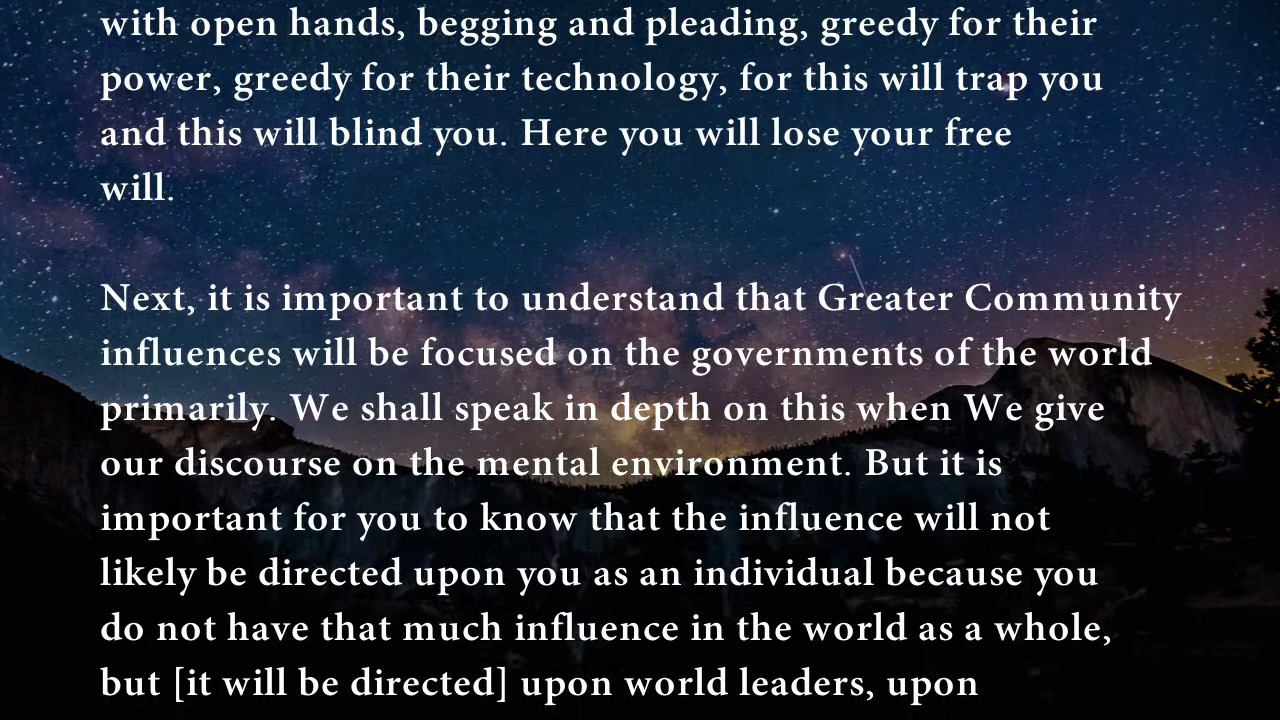 with open hands, begging and pleading, greedy for their
power, greedy for their technology, for this will trap you
and this will blind you. Here you will lose your free
will.
Next, it is important to understand that Greater Community
influences will be focused on the governments of the world
primarily. We shall speak in depth on this when We give
our discourse on the mental environment. But it is
important for you to know that the influence will not
likely be directed upon you as an individual because you
do not have that much influence in the world as a whole,
but [it will be directed] upon world leaders, upon